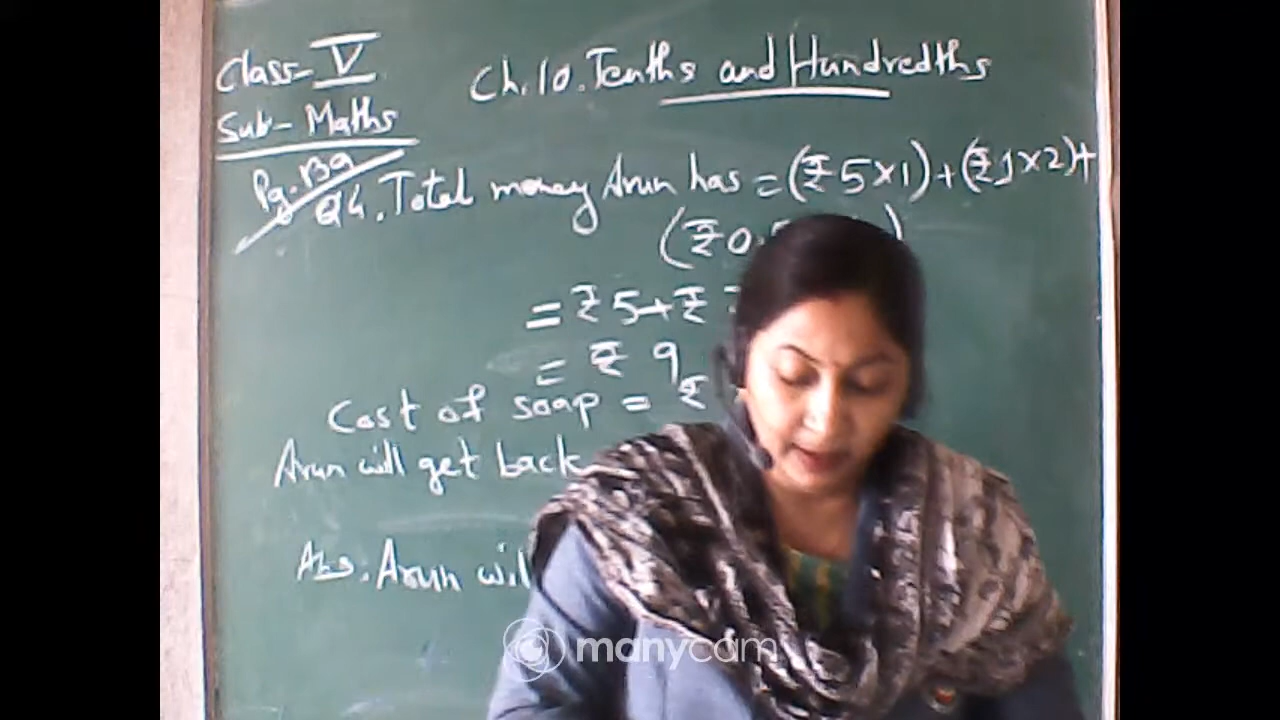 Class- V
Ch.10. Tenths and Hundredths
Sub- Maths
Pg. 139
Q4. Total money Arun has = (₹5×1) + (₹1×2) +
(₹0.5
= ₹5 + ₹
= ₹ 9
Cost of soap = ₹
Arun will get back
Ans. Arun
manycam